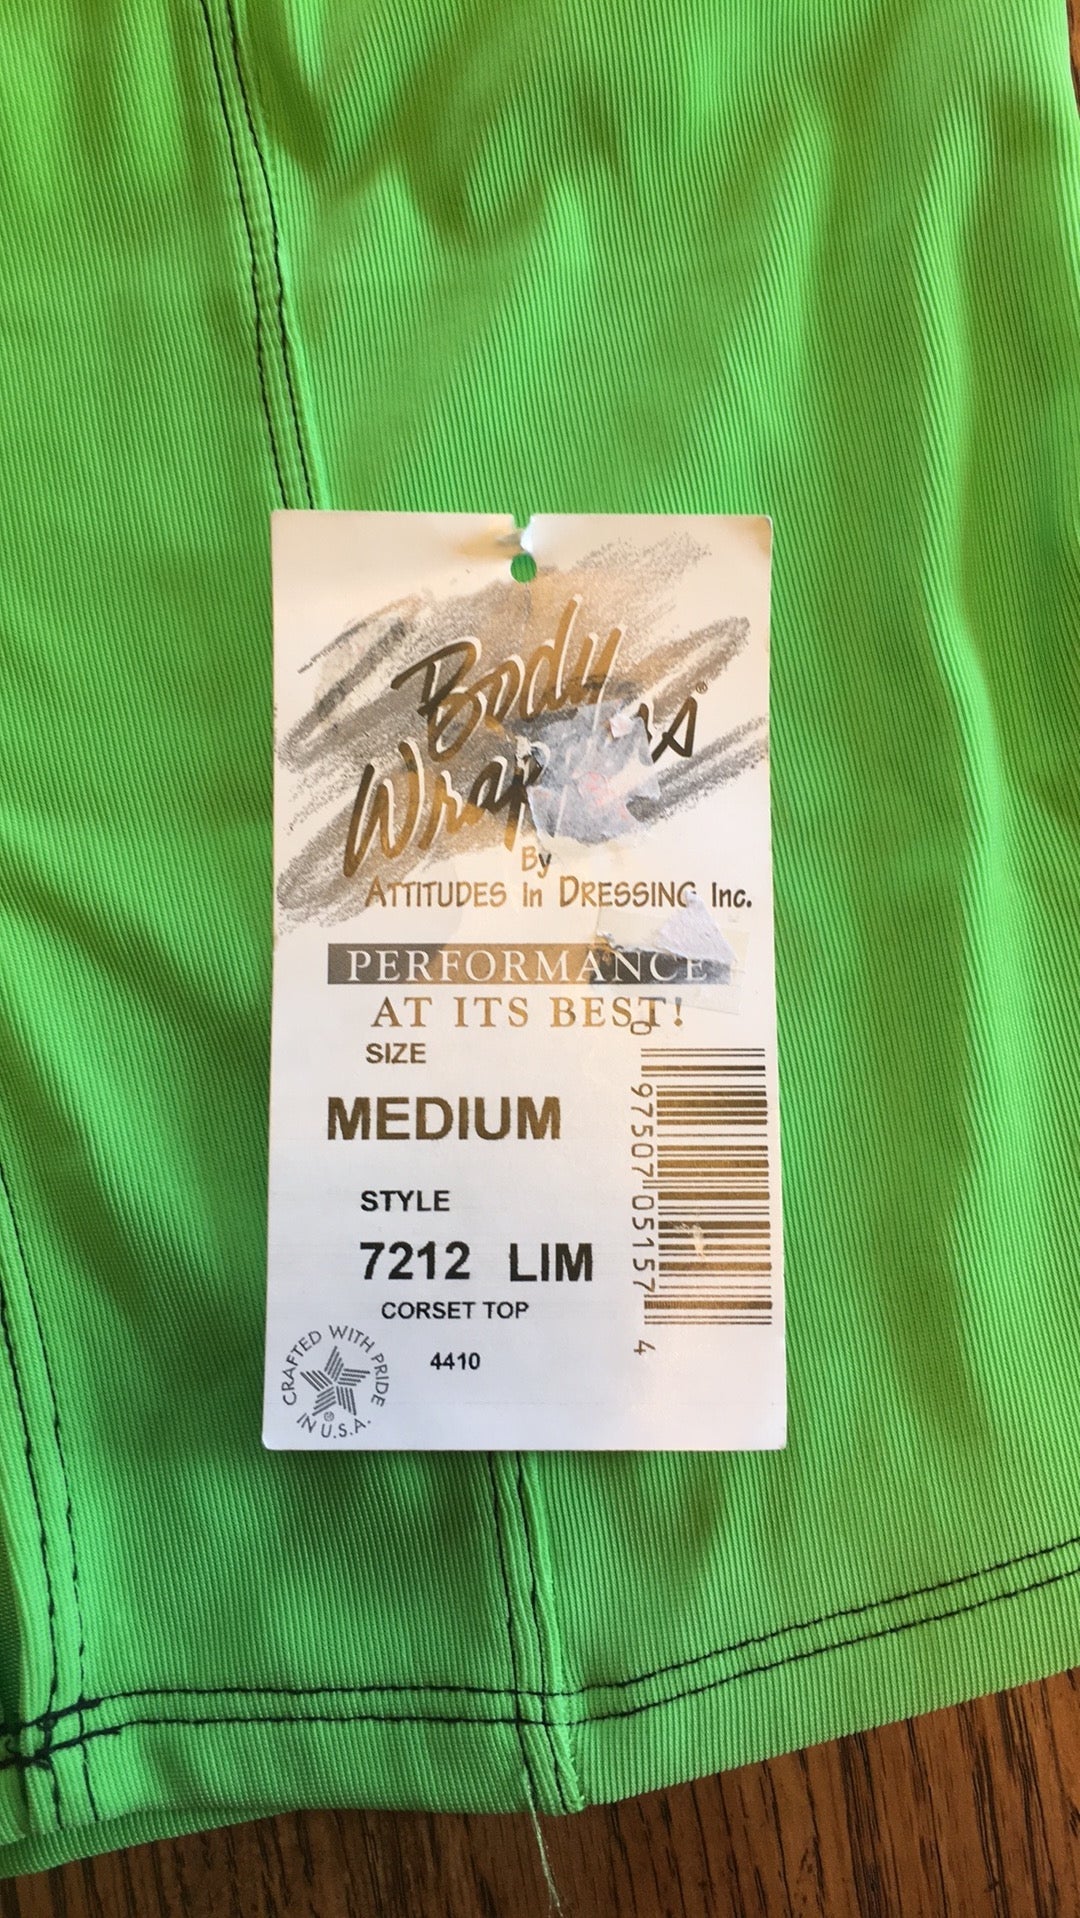 Body
Wrappers®
By
ATTITUDES In DRESSING Inc.
PERFORMANCE
AT ITS BEST!
SIZE
MEDIUM
STYLE
7212 LIM
CORSET TOP
4410
CRAFTED WITH PRIDE
IN U.S.A.
0 97507 05157 4